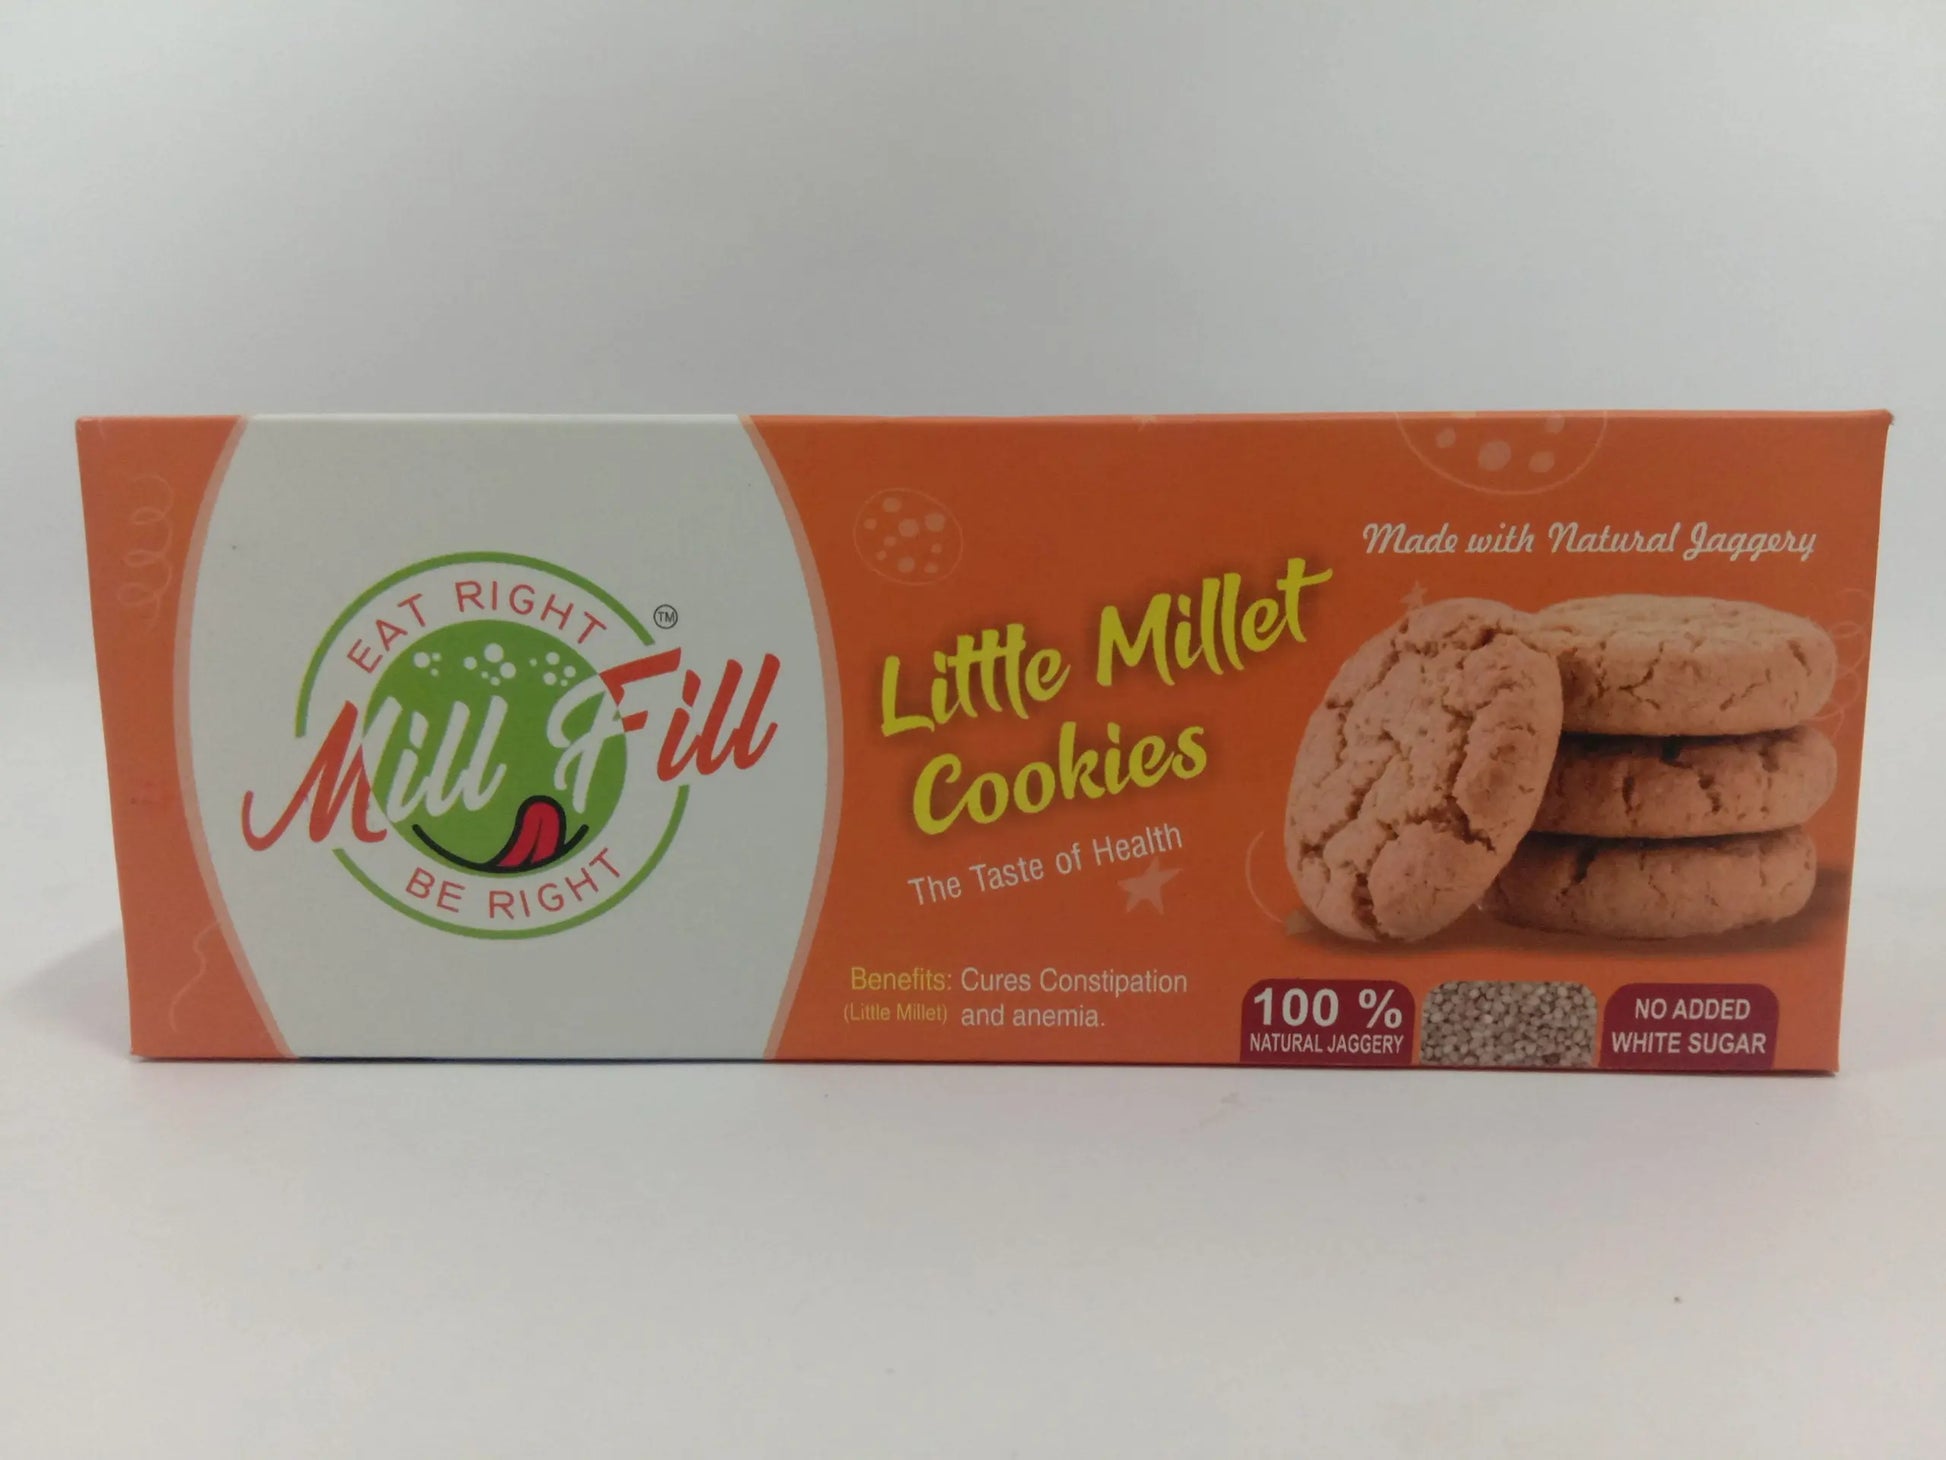 EAT RIGHT
TM
Mill Fill
BE RIGHT
Made with Natural Jaggery
Little Millet
Cookies
The Taste of Health
Benefits: Cures Constipation
(Little Millet) and anemia.
100 %
NATURAL JAGGERY
NO ADDED
WHITE SUGAR